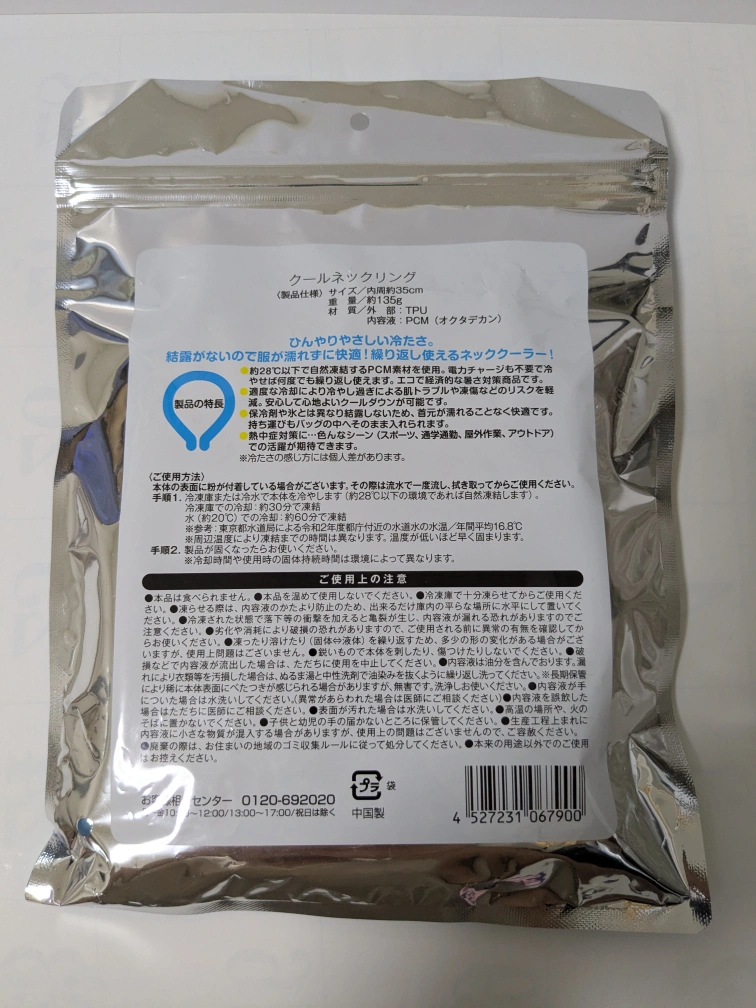 クールネックリング
〈製品仕様〉サイズ／内周約35cm
重　量／約135g
材　質／外　部：TPU
内容液：PCM（オクタデカン）
ひんやりやさしい冷たさ。
結露がないので服が濡れずに快適！繰り返し使えるネッククーラー！
製品の特長
●約28℃以下で自然凍結するPCM素材を使用。電力チャージも不要で冷
やせば何度でも繰り返し使えます。エコで経済的な暑さ対策商品です。
●適度な冷却により冷やし過ぎによる肌トラブルや凍傷などのリスクを軽
減。安心して心地よいクールダウンが可能です。
●保冷剤や氷とは異なり結露しないため、首元が濡れることなく快適です。
持ち運びもバッグの中へそのまま入れられます。
●熱中症対策に…色んなシーン（スポーツ、通学通勤、屋外作業、アウトドア）
での活躍が期待できます。
※冷たさの感じ方には個人差があります。
〈ご使用方法〉
本体の表面に粉が付着している場合がございます。その際は流水で一度流し、拭き取ってからご使用ください。
手順1. 冷凍庫または冷水で本体を冷やします（約28℃以下の環境であれば自然凍結します）。
冷凍庫での冷却：約30分で凍結
水（約20℃）での冷却：約60分で凍結
※参考：東京都水道局による令和2年度都庁付近の水道水の水温／年間平均16.8℃
※周辺温度により凍結までの時間は異なります。温度が低いほど早く固まります。
手順2. 製品が固くなったらお使いください。
※冷却時間や使用時の固体持続時間は環境によって異なります。
ご使用上の注意
●本品は食べられません。●本品を温めて使用しないでください。●冷凍庫で十分凍らせてからご使用くだ
さい。●凍らせる際は、内容液のかたより防止のため、出来るだけ庫内の平らな場所に水平にして置いてく
ださい。●冷凍された状態で落下等の衝撃を加えると亀裂が生じ、内容液が漏れる恐れがありますのでご
注意ください。●劣化や消耗により破損の恐れがありますので、ご使用される前に異常の有無を確認してか
らお使いください。●凍ったり溶けたり（固体⇔液体）を繰り返すため、多少の形の変化がある場合がござ
いますが、使用上問題はございません。●鋭いもので本体を刺したり、傷つけたりしないでください。●破
損などで内容液が流出した場合は、ただちに使用を中止してください。●内容液は油分を含んでおります。漏
れにより衣類等を汚損した場合は、ぬるま湯と中性洗剤で油染みを抜くように繰り返し洗ってください。※長期保管
により稀に本体表面にべたつきが感じられる場合がありますが、無害です。洗浄しお使いください。●内容液が手
についた場合は水洗いしてください。（異常があらわれた場合は医師にご相談ください）●内容液を誤飲した
場合はただちに医師にご相談ください。●表面が汚れた場合は水洗いしてください。●高温の場所や、火の
そばに置かないでください。●子供と幼児の手の届かないところに保管してください。●生産工程上まれに
内容液に小さな物質が混入する場合がありますが、使用上の問題はございませんので、ご容赦ください。
●廃棄の際は、お住まいの地域のゴミ収集ルールに従って処分してください。●本来の用途以外でのご使用
はお控えください。
プラ 袋
センター 0120-692020
10:00～12:00/13:00～17:00/祝日は除く
中国製
4 527231 067900